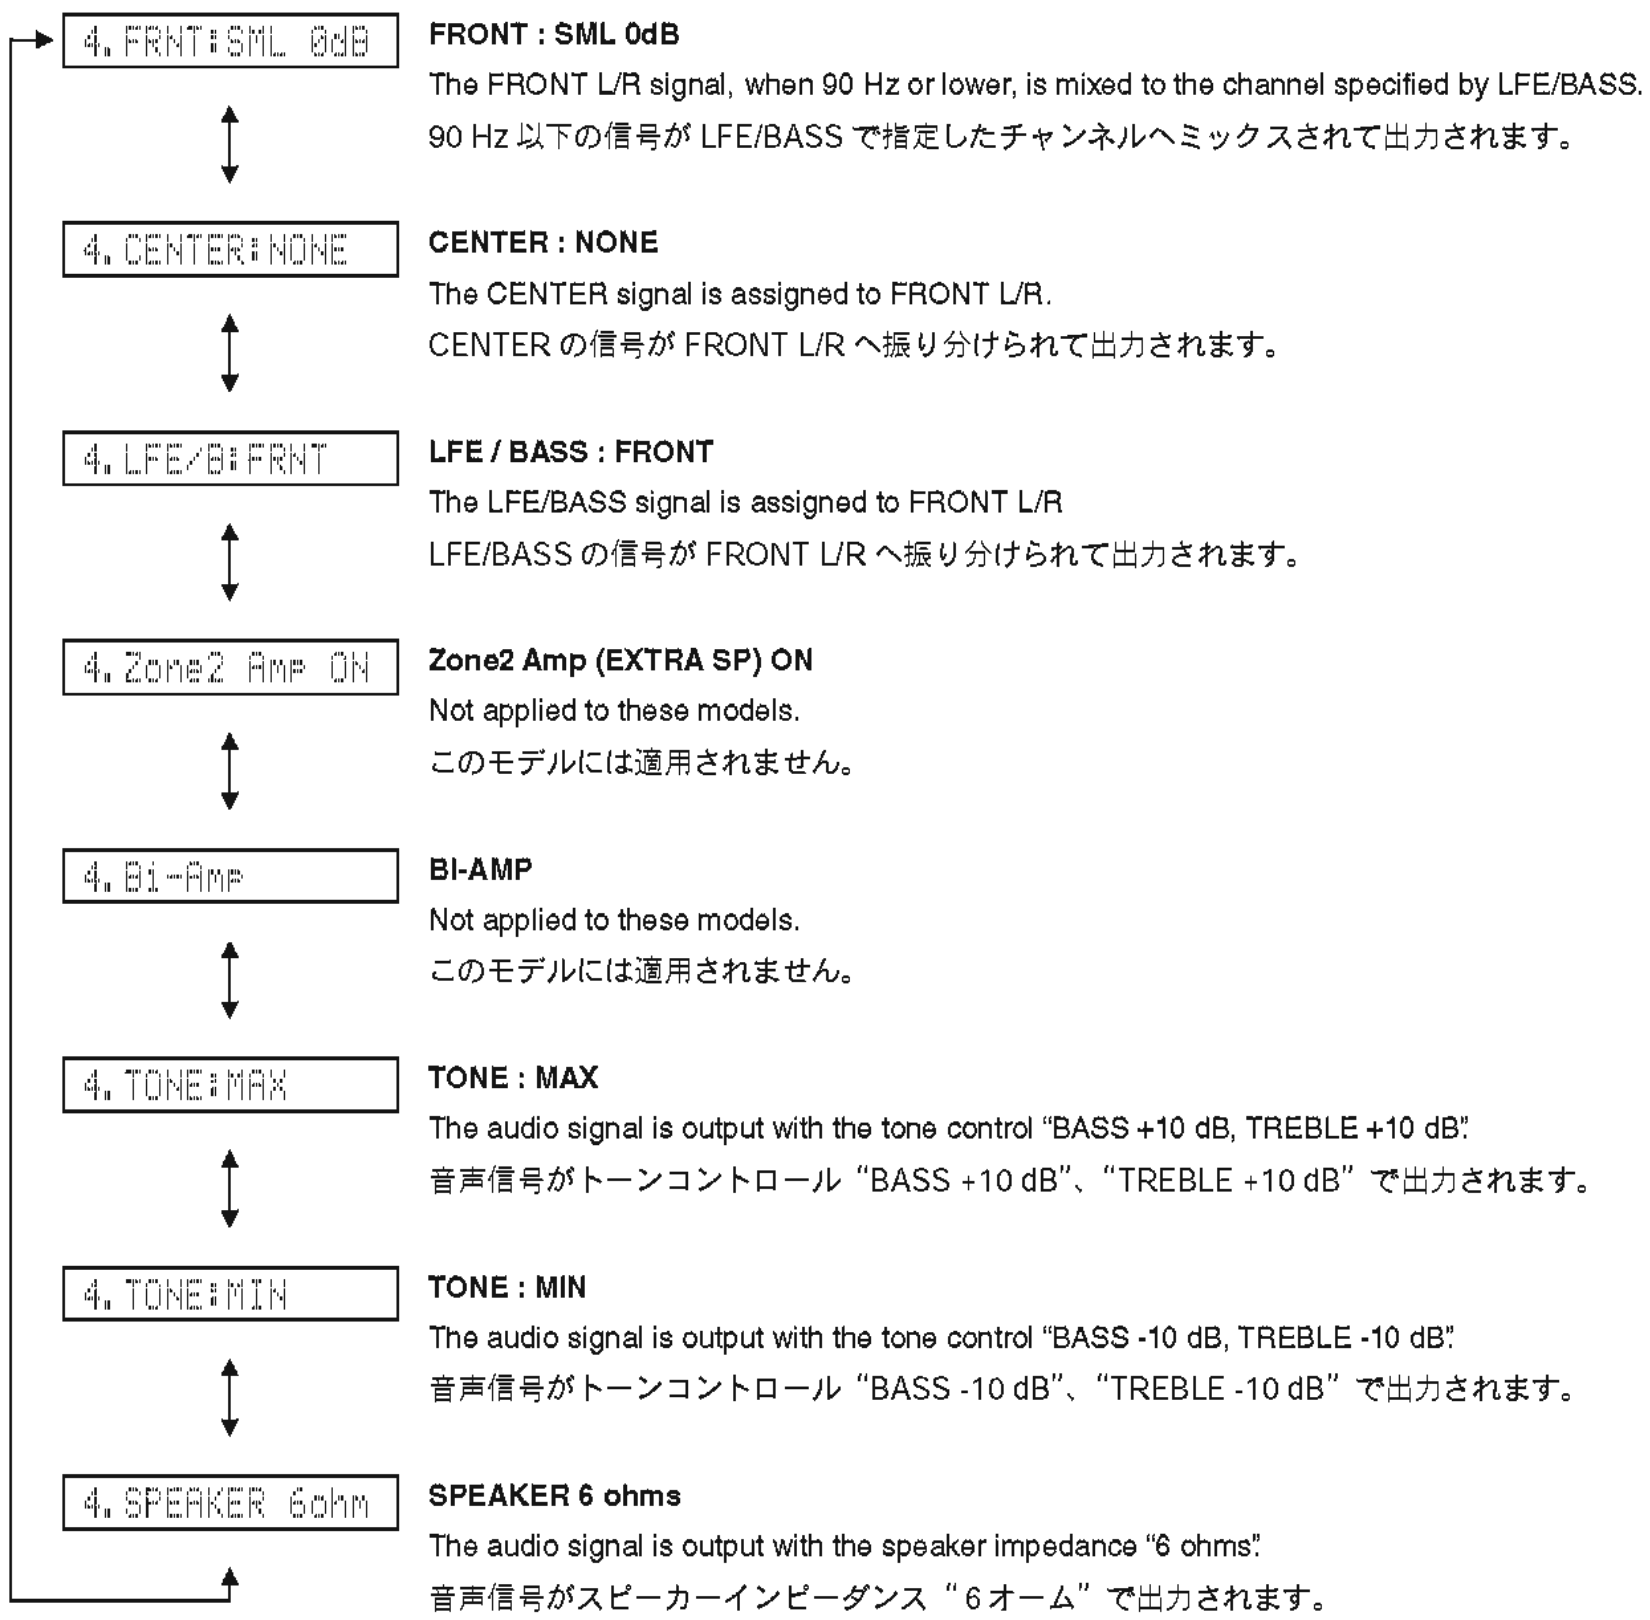 4. FRNT:SML 0dB
FRONT : SML 0dB
The FRONT L/R signal, when 90 Hz or lower, is mixed to the channel specified by LFE/BASS.
90 Hz 以下の信号が LFE/BASS で指定したチャンネルへミックスされて出力されます。
4. CENTER:NONE
CENTER : NONE
The CENTER signal is assigned to FRONT L/R.
CENTER の信号が FRONT L/R へ振り分けられて出力されます。
4. LFE/B:FRNT
LFE / BASS : FRONT
The LFE/BASS signal is assigned to FRONT L/R
LFE/BASS の信号が FRONT L/R へ振り分けられて出力されます。
4. Zone2 Amp ON
Zone2 Amp (EXTRA SP) ON
Not applied to these models.
このモデルには適用されません。
4. Bi-Amp
BI-AMP
Not applied to these models.
このモデルには適用されません。
4. TONE:MAX
TONE : MAX
The audio signal is output with the tone control “BASS +10 dB, TREBLE +10 dB”.
音声信号がトーンコントロール “BASS +10 dB”、“TREBLE +10 dB” で出力されます。
4. TONE:MIN
TONE : MIN
The audio signal is output with the tone control “BASS -10 dB, TREBLE -10 dB”.
音声信号がトーンコントロール “BASS -10 dB”、“TREBLE -10 dB” で出力されます。
4. SPEAKER 6ohm
SPEAKER 6 ohms
The audio signal is output with the speaker impedance “6 ohms”.
音声信号がスピーカーインピーダンス “6 オーム” で出力されます。